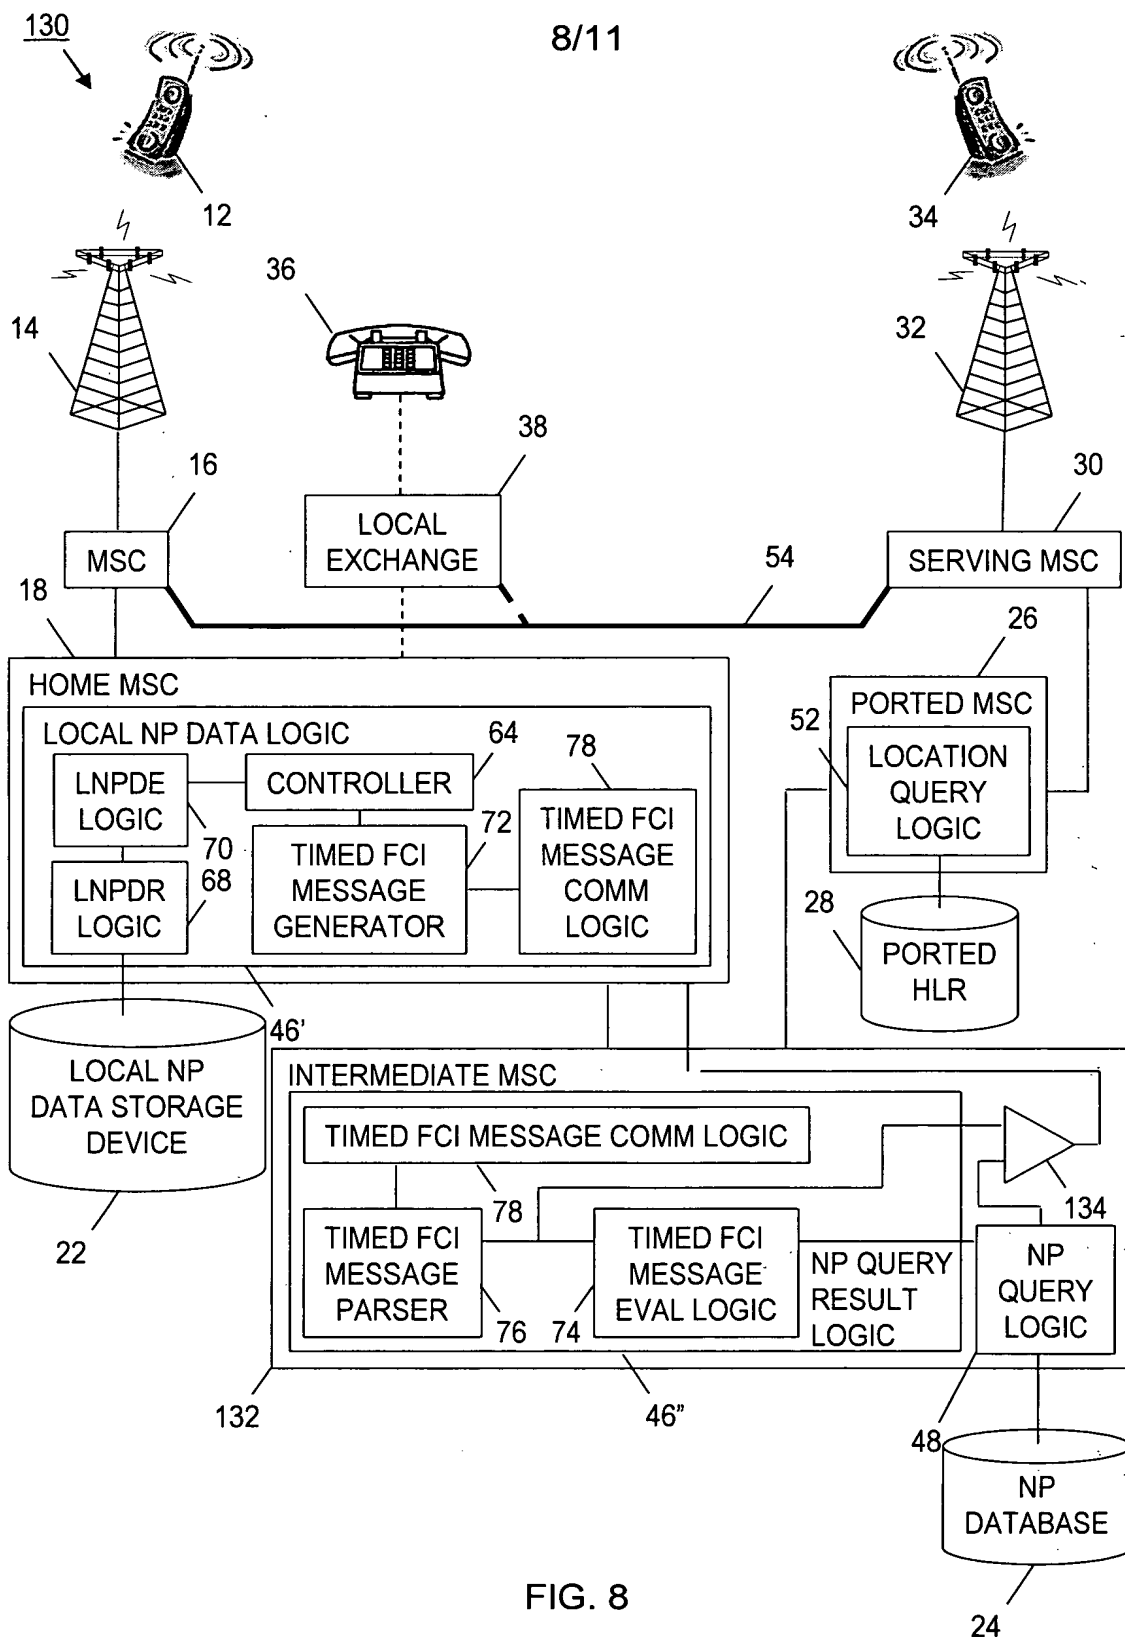 130
8/11
12
34
36
14
32
16
38
30
LOCAL
EXCHANGE
MSC
SERVING MSC
54
18
26
HOME MSC
PORTED MSC
LOCAL NP DATA LOGIC
64
78
52
LNPDE
LOGIC
CONTROLLER
LOCATION
QUERY
LOGIC
72
70
TIMED FCI
MESSAGE
GENERATOR
TIMED FCI
MESSAGE
COMM
LOGIC
68
LNPDR
LOGIC
28
PORTED
HLR
46'
LOCAL NP
DATA STORAGE
DEVICE
INTERMEDIATE MSC
TIMED FCI MESSAGE COMM LOGIC
78
134
22
TIMED FCI
MESSAGE
PARSER
TIMED FCI
MESSAGE
EVAL LOGIC
NP QUERY
RESULT
LOGIC
NP
QUERY
LOGIC
76
74
132
46"
48
NP
DATABASE
FIG. 8
24